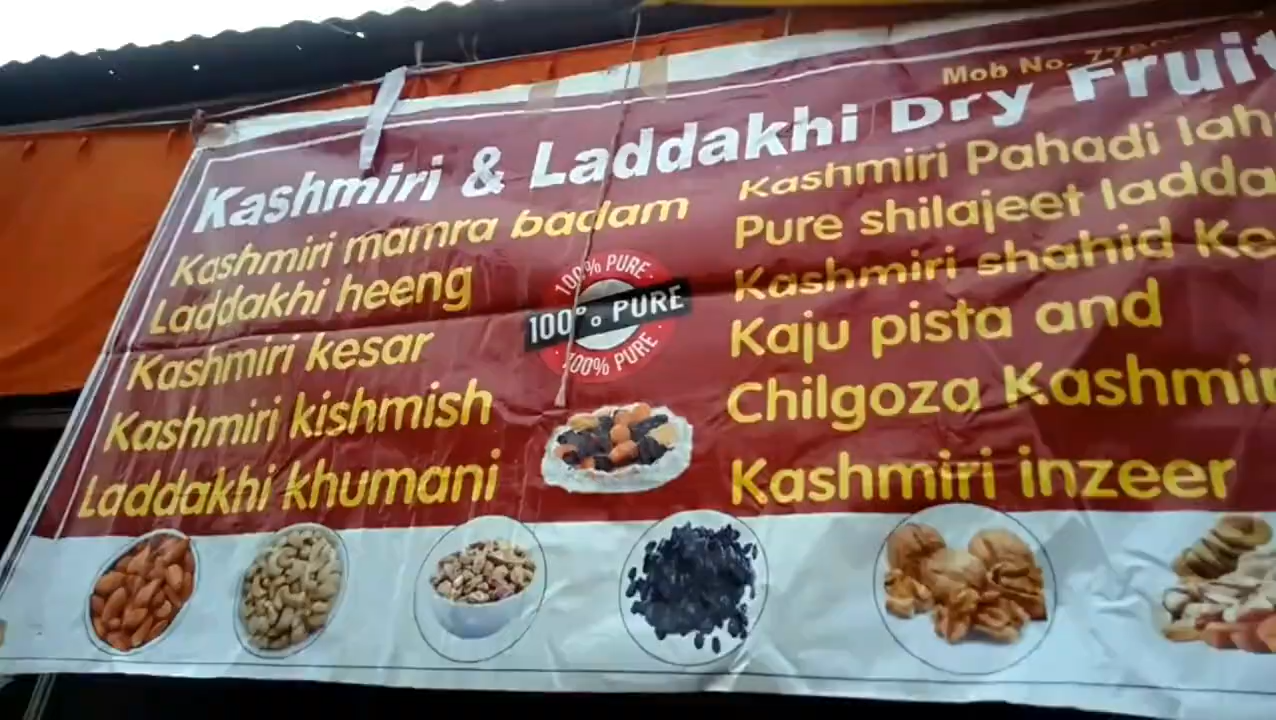 Mob No.
Kashmiri & Laddakhi Dry Fruit
Kashmiri mamra badam
Laddakhi heeng
Kashmiri kesar
Kashmiri kishmish
Laddakhi khumani
100% PURE
100% PURE
100% PURE
Kashmiri Pahadi
Pure shilajeet
Kashmiri shahid
Kaju pista and
Chilgoza
Kashmiri inzeer